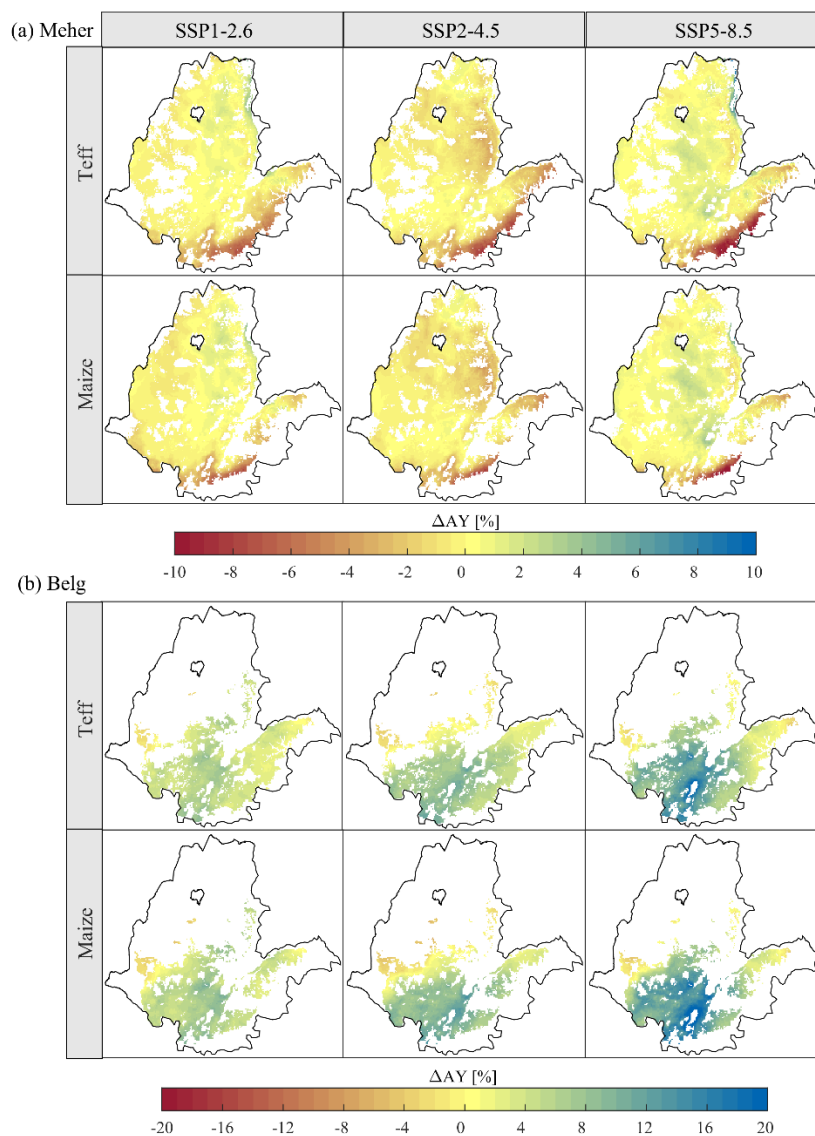 (a) Meher
SSP1-2.6 SSP2-4.5 SSP5-8.5
Teff
Maize
ΔAY [%]
-10 -8 -6 -4 -2 0 2 4 6 8 10
(b) Belg
Teff
Maize
ΔAY [%]
-20 -16 -12 -8 -4 0 4 8 12 16 20